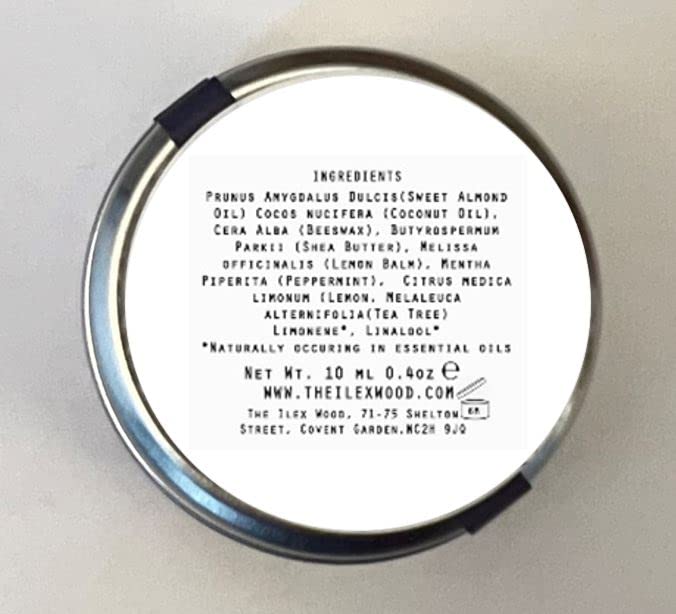 INGREDIENTS
PRUNUS AMYGDALUS DULCIS(SWEET ALMOND
OIL) COCOS NUCIFERA (COCONUT OIL),
CERA ALBA (BEESWAX), BUTYROSPERMUM
PARKII (SHEA BUTTER), MELISSA
OFFICINALIS (LEMON BALM), MENTHA
PIPERITA (PEPPERMINT), CITRUS MEDICA
LIMONUM (LEMON, MELALEUCA
ALTERNIFOLIA(TEA TREE)
LIMONENE*, LINALOOL*
*NATURALLY OCCURING IN ESSENTIAL OILS
NET WT. 10 ML 0.4OZ ℮
WWW.THEILEXWOOD.COM
6M
THE ILEX WOOD, 71-75 SHELTON
STREET, COVENT GARDEN,WC2H 9JQ